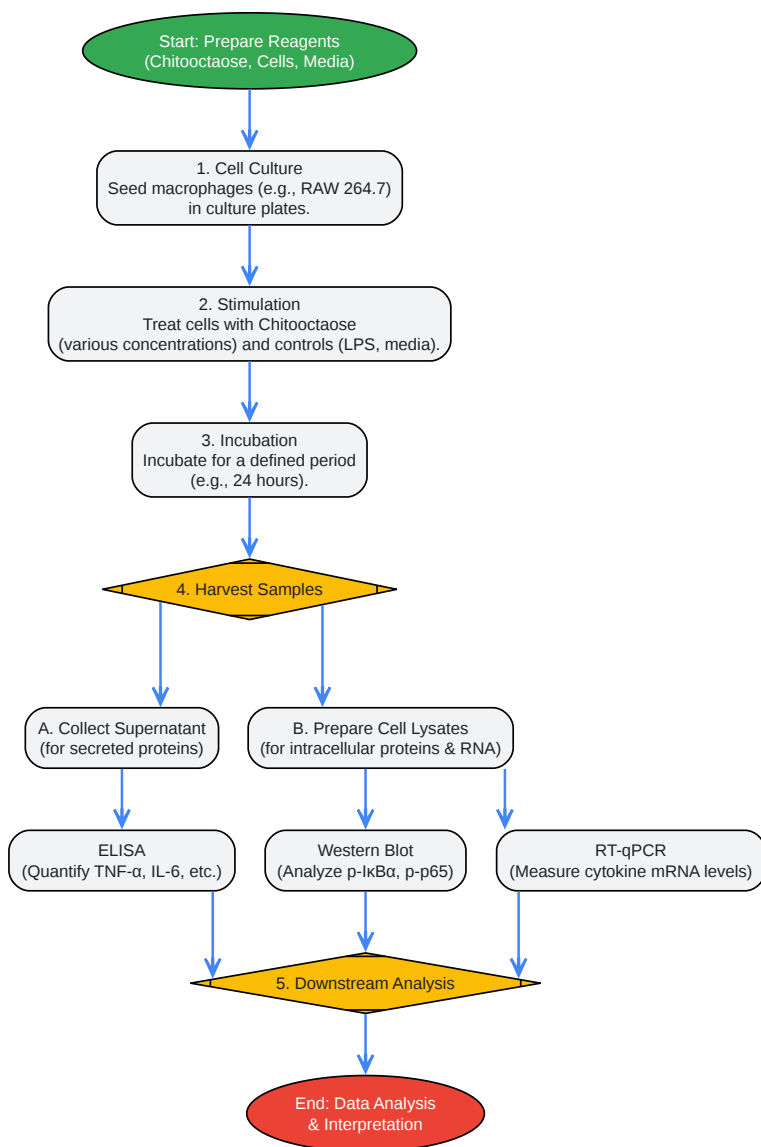 Start: Prepare Reagents
(Chitooctaose, Cells, Media)
1. Cell Culture
Seed macrophages (e.g., RAW 264.7)
in culture plates.
2. Stimulation
Treat cells with Chitooctaose
(various concentrations) and controls (LPS, media).
3. Incubation
Incubate for a defined period
(e.g., 24 hours).
4. Harvest Samples
A. Collect Supernatant
(for secreted proteins)
B. Prepare Cell Lysates
(for intracellular proteins & RNA)
ELISA
(Quantify TNF-α, IL-6, etc.)
Western Blot
(Analyze p-IκBα, p-p65)
RT-qPCR
(Measure cytokine mRNA levels)
5. Downstream Analysis
End: Data Analysis
& Interpretation